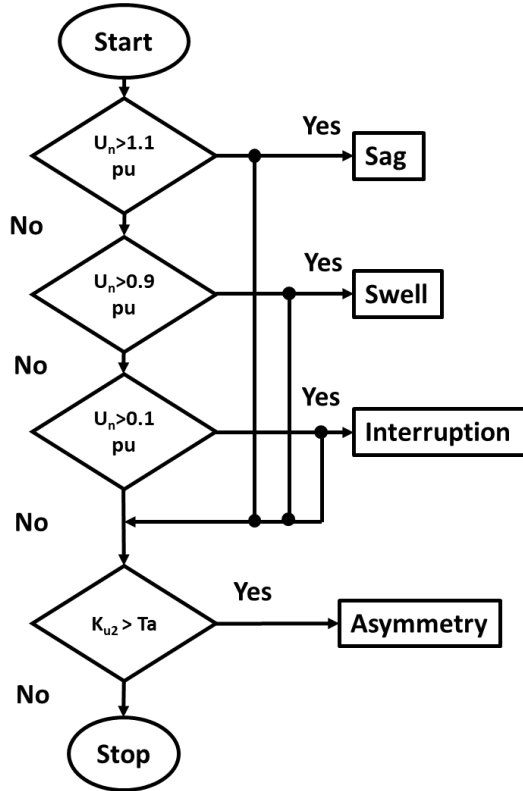 Start
Uₙ>1.1
pu
Yes
Sag
No
Uₙ>0.9
pu
Yes
Swell
No
Uₙ>0.1
pu
Yes
Interruption
No
Kᵤ₂ > Ta
Yes
Asymmetry
No
Stop